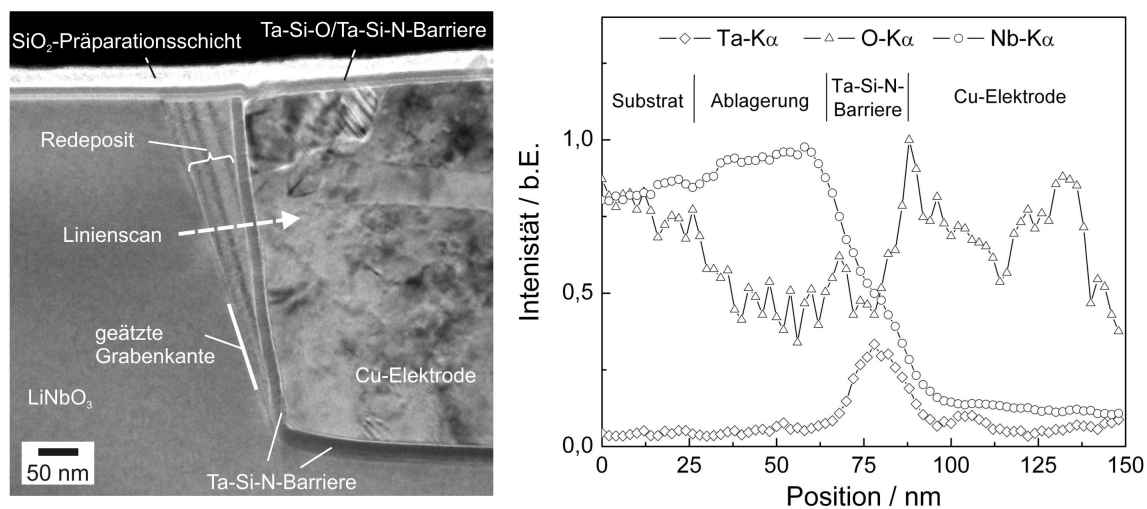 SiO₂-Präparationsschicht
Ta-Si-O/Ta-Si-N-Barriere
Redeposit
Linienscan
geätzte
Grabenkante
Cu-Elektrode
LiNbO₃
50 nm
Ta-Si-N-Barriere
Ta-Kα
O-Kα
Nb-Kα
Substrat
Ablagerung
Ta-Si-N-
Barriere
Cu-Elektrode
Intenistät / b.E.
1,0
0,5
0,0
0
25
50
75
100
125
150
Position / nm